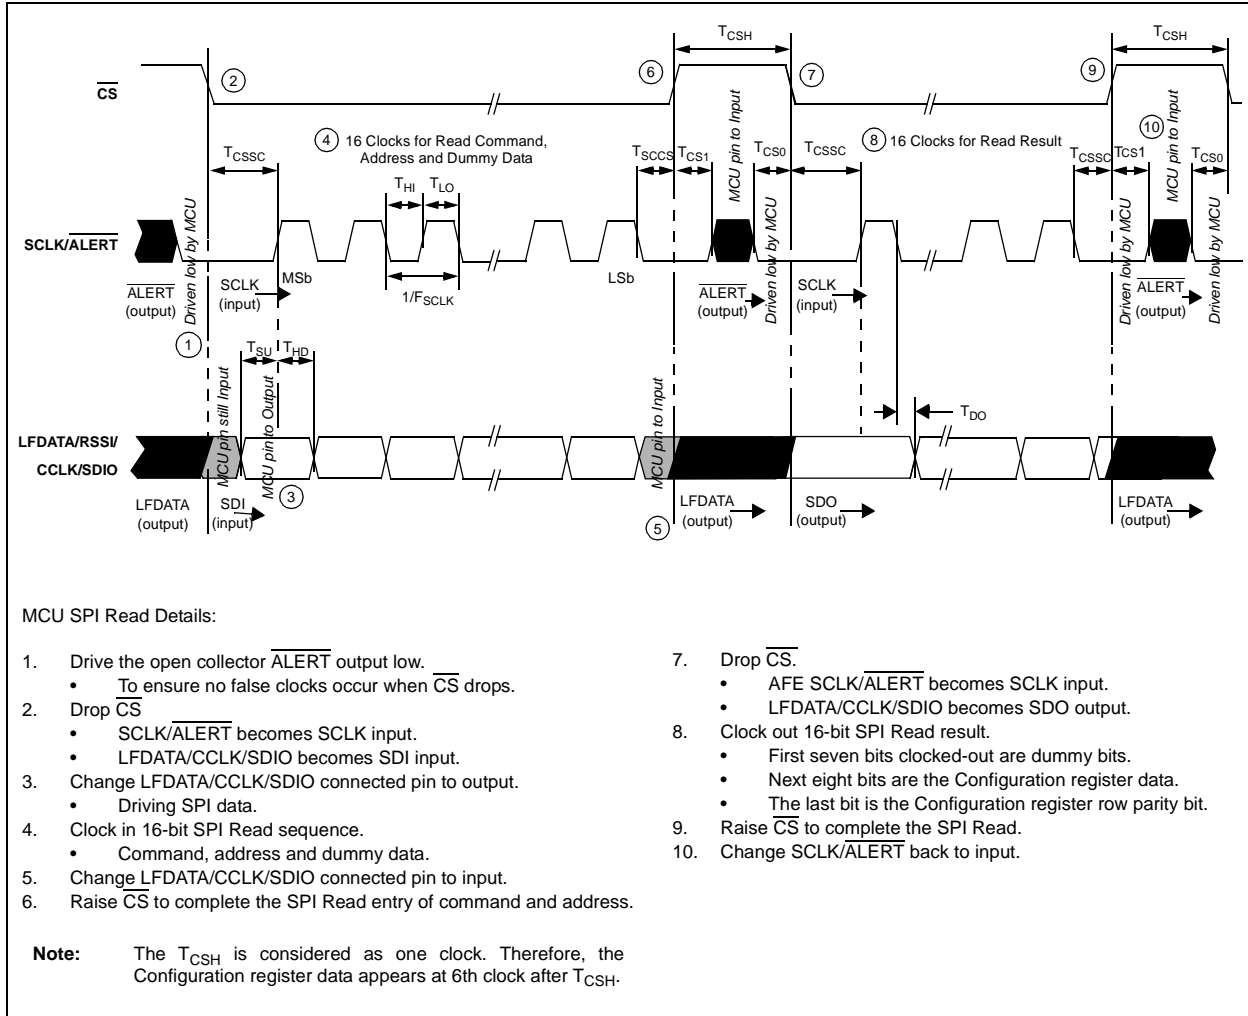 TCSH
TCSH
CS
2
6
7
9
10
4 16 Clocks for Read Command,
Address and Dummy Data
8 16 Clocks for Read Result
MCU pin to Input
MCU pin to Input
TCSSC
THI
TLO
TSCCS
TCS1
TCS0
TCSSC
TCSSC
TCS1
TCS0
SCLK/ALERT
Driven low by MCU
Driven low by MCU
Driven low by MCU
Driven low by MCU
ALERT
(output)
SCLK
(input)
MSb
1/FSCLK
LSb
ALERT
(output)
SCLK
(input)
ALERT
(output)
1
TSU
THD
MCU pin still Input
MCU pin to Output
MCU pin to Input
TDO
LFDATA/RSSI/
CCLK/SDIO
LFDATA
(output)
SDI
(input)
3
5
LFDATA
(output)
SDO
(output)
LFDATA
(output)
MCU SPI Read Details:
1. Drive the open collector ALERT output low.
• To ensure no false clocks occur when CS drops.
2. Drop CS
• SCLK/ALERT becomes SCLK input.
• LFDATA/CCLK/SDIO becomes SDI input.
3. Change LFDATA/CCLK/SDIO connected pin to output.
• Driving SPI data.
4. Clock in 16-bit SPI Read sequence.
• Command, address and dummy data.
5. Change LFDATA/CCLK/SDIO connected pin to input.
6. Raise CS to complete the SPI Read entry of command and address.
7. Drop CS.
• AFE SCLK/ALERT becomes SCLK input.
• LFDATA/CCLK/SDIO becomes SDO output.
8. Clock out 16-bit SPI Read result.
• First seven bits clocked-out are dummy bits.
• Next eight bits are the Configuration register data.
• The last bit is the Configuration register row parity bit.
9. Raise CS to complete the SPI Read.
10. Change SCLK/ALERT back to input.
Note: The TCSH is considered as one clock. Therefore, the
Configuration register data appears at 6th clock after TCSH.